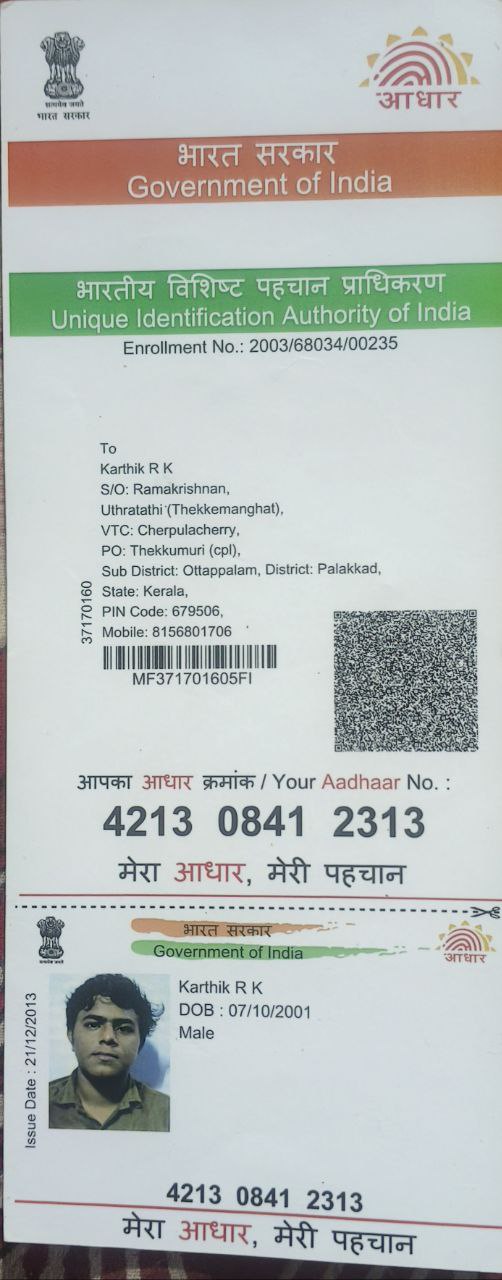 सत्यमेव जयते
भारत सरकार
आधार
भारत सरकार
Government of India
भारतीय विशिष्ट पहचान प्राधिकरण
Unique Identification Authority of India
Enrollment No.: 2003/68034/00235
To
Karthik R K
S/O: Ramakrishnan,
Uthratathi (Thekkemanghat),
VTC: Cherpulacherry,
PO: Thekkumuri (cpl),
Sub District: Ottappalam, District: Palakkad,
State: Kerala,
PIN Code: 679506,
Mobile: 8156801706
37170160
MF371701605FI
आपका आधार क्रमांक / Your Aadhaar No. :
4213 0841 2313
मेरा आधार, मेरी पहचान
भारत सरकार
Government of India
आधार
Issue Date : 21/12/2013
Karthik R K
DOB : 07/10/2001
Male
4213 0841 2313
मेरा आधार, मेरी पहचान